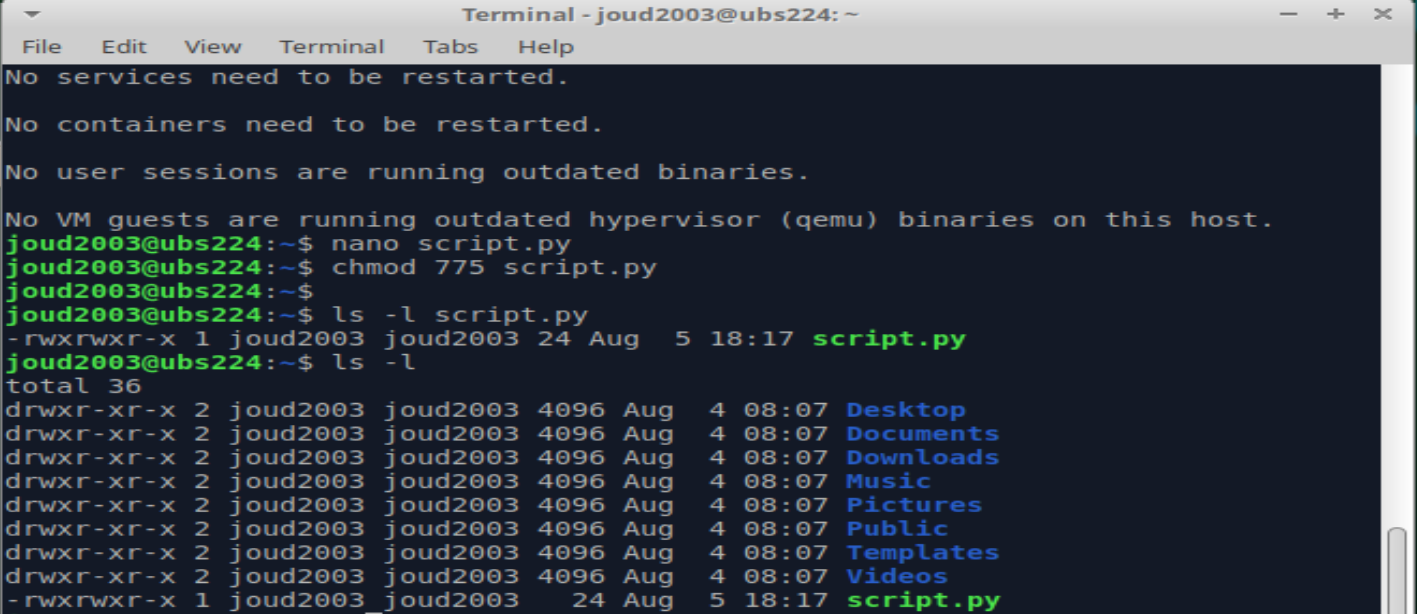 Terminal - joud2003@ubs224: ~
File Edit View Terminal Tabs Help
No services need to be restarted.
No containers need to be restarted.
No user sessions are running outdated binaries.
No VM guests are running outdated hypervisor (qemu) binaries on this host.
joud2003@ubs224:~$ nano script.py
joud2003@ubs224:~$ chmod 775 script.py
joud2003@ubs224:~$
joud2003@ubs224:~$ ls -l script.py
-rwxrwxr-x 1 joud2003 joud2003 24 Aug  5 18:17 script.py
joud2003@ubs224:~$ ls -l
total 36
drwxr-xr-x 2 joud2003 joud2003 4096 Aug  4 08:07 Desktop
drwxr-xr-x 2 joud2003 joud2003 4096 Aug  4 08:07 Documents
drwxr-xr-x 2 joud2003 joud2003 4096 Aug  4 08:07 Downloads
drwxr-xr-x 2 joud2003 joud2003 4096 Aug  4 08:07 Music
drwxr-xr-x 2 joud2003 joud2003 4096 Aug  4 08:07 Pictures
drwxr-xr-x 2 joud2003 joud2003 4096 Aug  4 08:07 Public
drwxr-xr-x 2 joud2003 joud2003 4096 Aug  4 08:07 Templates
drwxr-xr-x 2 joud2003 joud2003 4096 Aug  4 08:07 Videos
-rwxrwxr-x 1 joud2003 joud2003   24 Aug  5 18:17 script.py